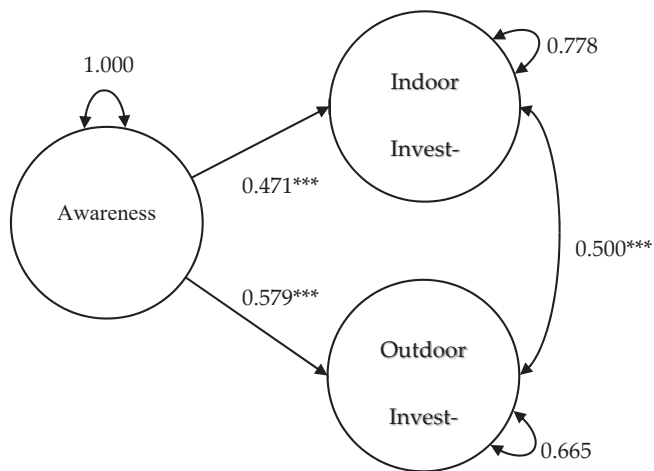 1.000
Awareness
Indoor
Invest-
0.778
0.471***
0.500***
0.579***
Outdoor
Invest-
0.665